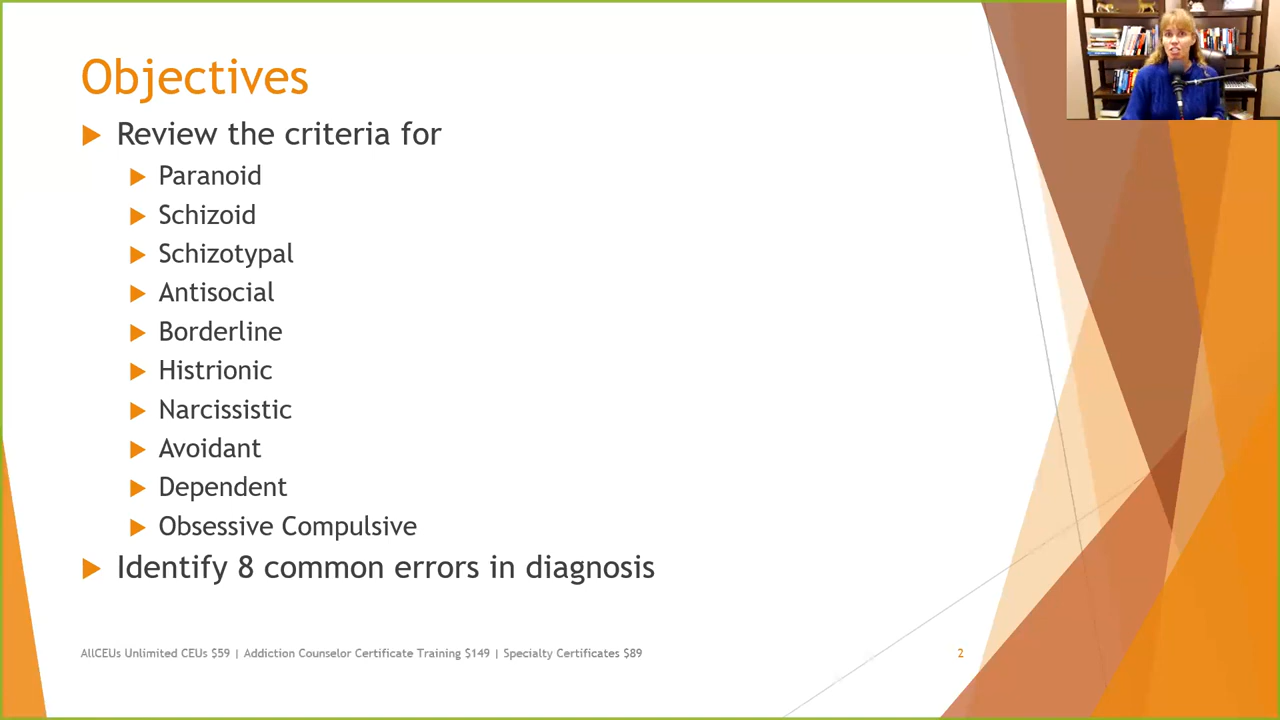 Objectives
Review the criteria for
Paranoid
Schizoid
Schizotypal
Antisocial
Borderline
Histrionic
Narcissistic
Avoidant
Dependent
Obsessive Compulsive
Identify 8 common errors in diagnosis
AllCEUs Unlimited CEUs $59 | Addiction Counselor Certificate Training $149 | Specialty Certificates $89
2